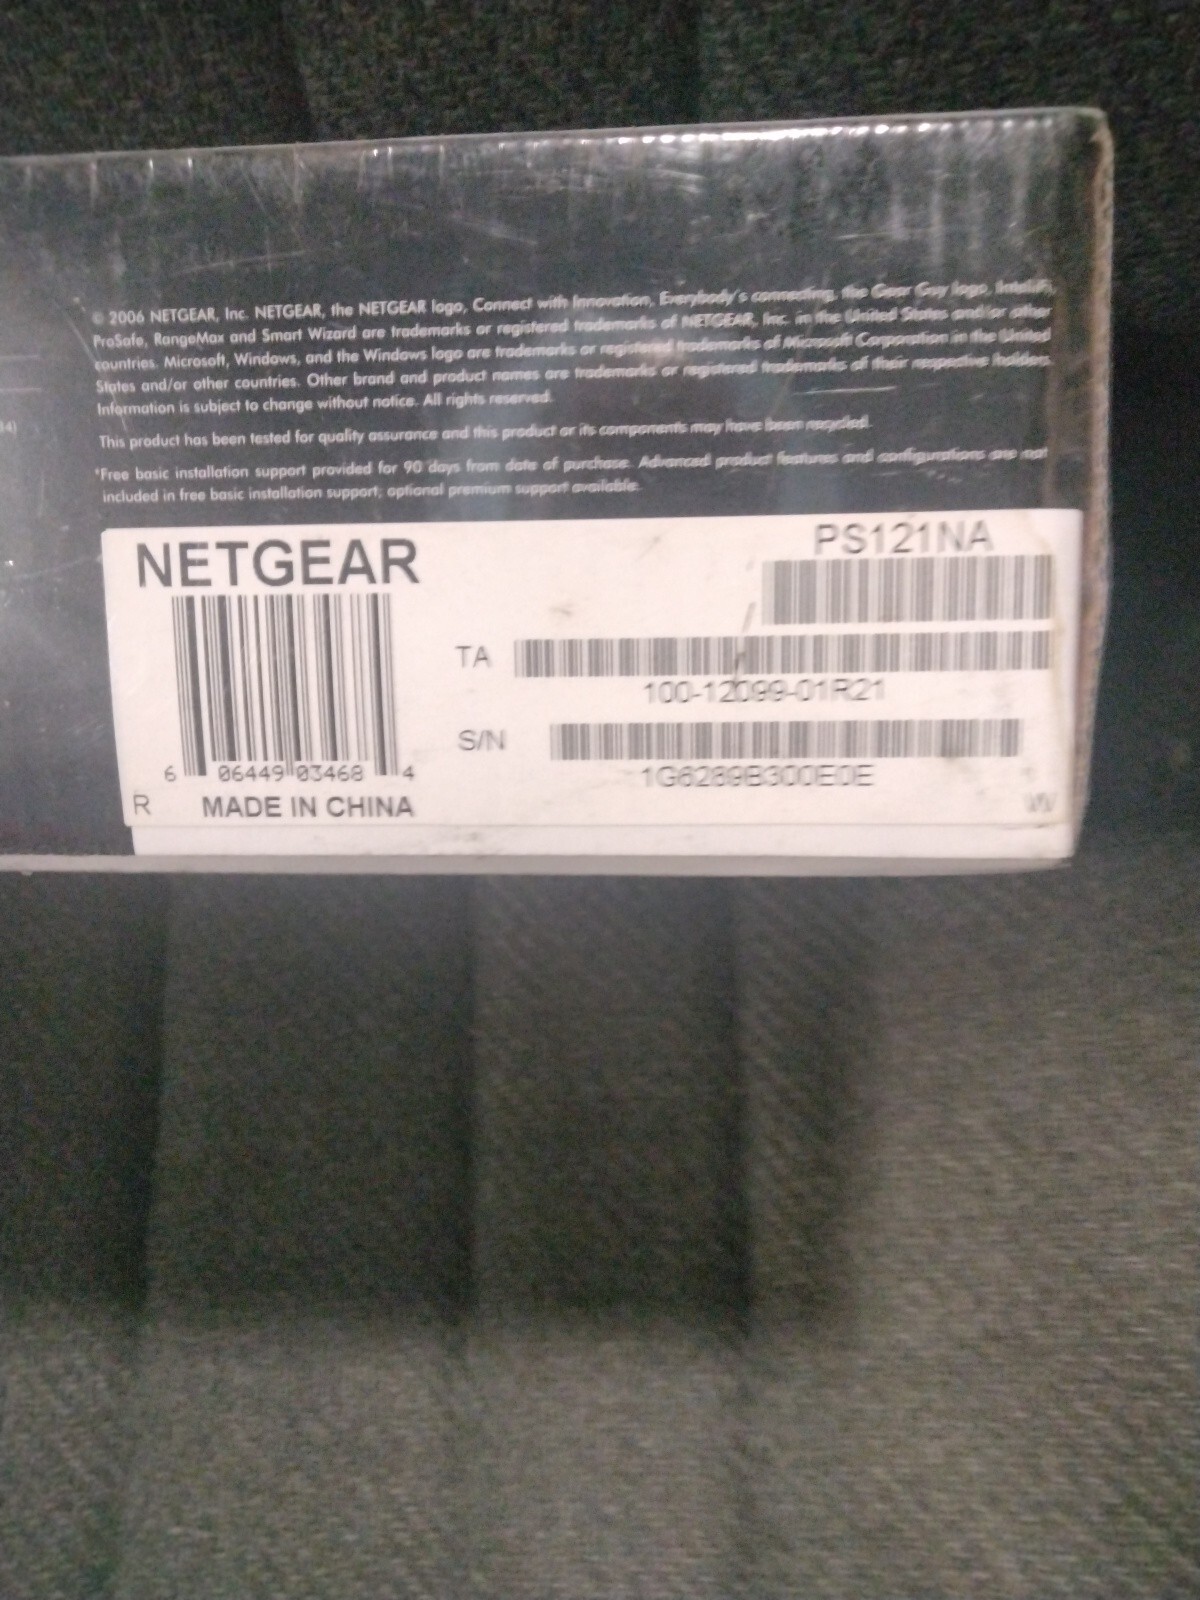 © 2006 NETGEAR, Inc. NETGEAR, the NETGEAR logo, Connect with Innovation, Everybody's connecting, the Gear Guy logo, IntelliFi,
ProSafe, RangeMax and Smart Wizard are trademarks or registered trademarks of NETGEAR, Inc. in the United States and/or other
countries. Microsoft, Windows, and the Windows logo are trademarks or registered trademarks of Microsoft Corporation in the United
States and/or other countries. Other brand and product names are trademarks or registered trademarks of their respective holders.
Information is subject to change without notice. All rights reserved.
This product has been tested for quality assurance and this product or its components may have been recycled.
*Free basic installation support provided for 90 days from date of purchase. Advanced product features and configurations are not
included in free basic installation support; optional premium support available.
NETGEAR
PS121NA
TA
100-12099-01R21
S/N
1G6289B300E0E
6 06449 03468 4
R MADE IN CHINA
W